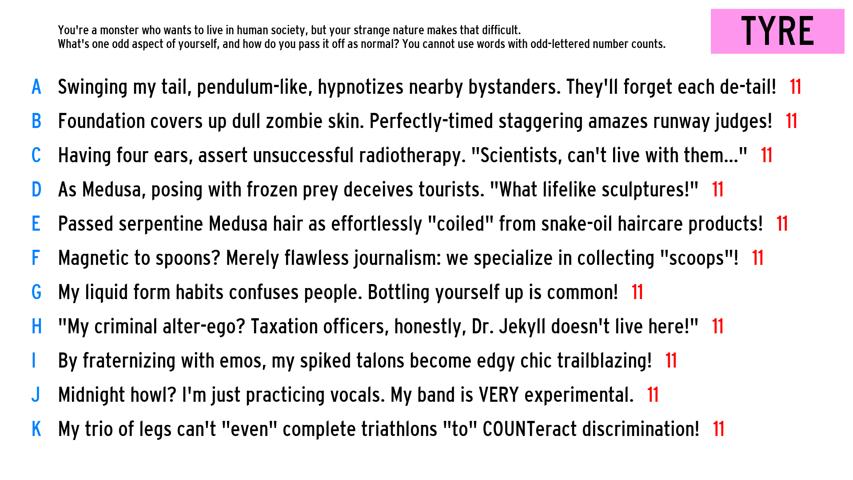 You're a monster who wants to live in human society, but your strange nature makes that difficult.
What's one odd aspect of yourself, and how do you pass it off as normal? You cannot use words with odd-lettered number counts.
TYRE
A Swinging my tail, pendulum-like, hypnotizes nearby bystanders. They'll forget each de-tail! 11
B Foundation covers up dull zombie skin. Perfectly-timed staggering amazes runway judges! 11
C Having four ears, assert unsuccessful radiotherapy. "Scientists, can't live with them..." 11
D As Medusa, posing with frozen prey deceives tourists. "What lifelike sculptures!" 11
E Passed serpentine Medusa hair as effortlessly "coiled" from snake-oil haircare products! 11
F Magnetic to spoons? Merely flawless journalism: we specialize in collecting "scoops"! 11
G My liquid form habits confuses people. Bottling yourself up is common! 11
H "My criminal alter-ego? Taxation officers, honestly, Dr. Jekyll doesn't live here!" 11
I By fraternizing with emos, my spiked talons become edgy chic trailblazing! 11
J Midnight howl? I'm just practicing vocals. My band is VERY experimental. 11
K My trio of legs can't "even" complete triathlons "to" COUNTeract discrimination! 11